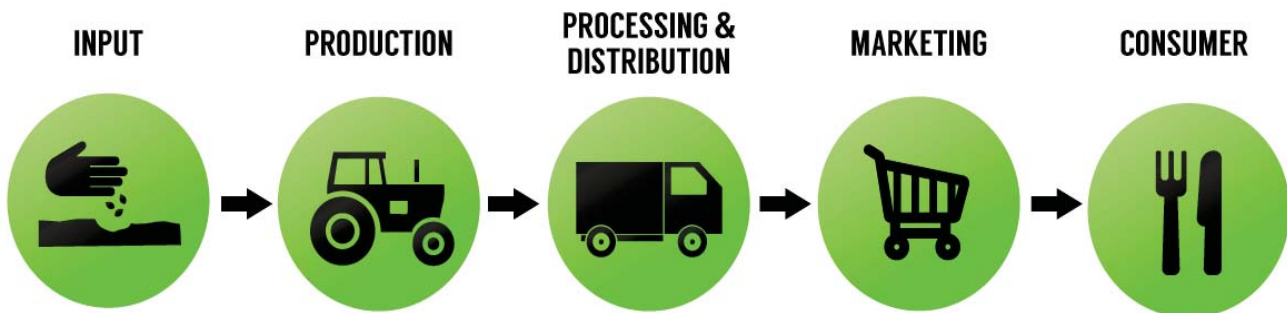 INPUT
PRODUCTION
PROCESSING &
DISTRIBUTION
MARKETING
CONSUMER